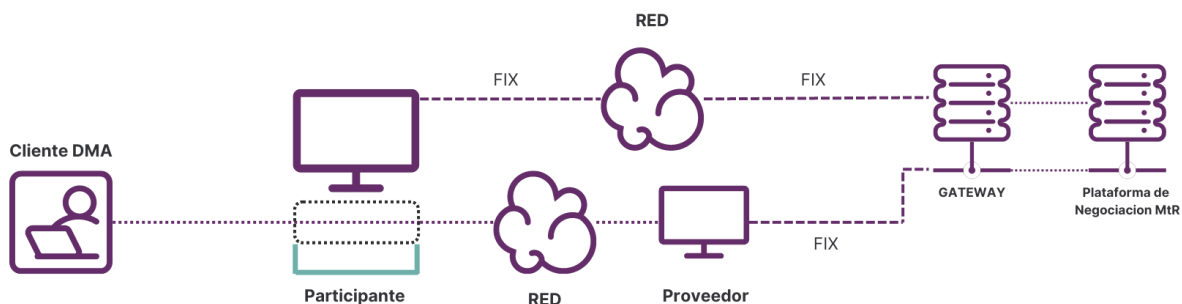 RED
FIX
FIX
Cliente DMA
GATEWAY
Plataforma de
Negociacion MtR
FIX
Participante
RED
Proveedor